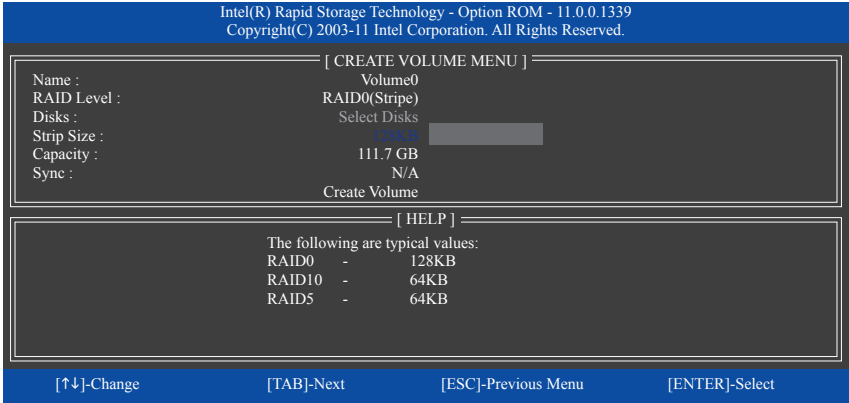 Intel(R) Rapid Storage Technology - Option ROM - 11.0.0.1339
Copyright(C) 2003-11 Intel Corporation. All Rights Reserved.
[ CREATE VOLUME MENU ]
Name : Volume0
RAID Level : RAID0(Stripe)
Disks : Select Disks
Strip Size : 128KB
Capacity : 111.7 GB
Sync : N/A
Create Volume
[ HELP ]
The following are typical values:
RAID0 - 128KB
RAID10 - 64KB
RAID5 - 64KB
[↑↓]-Change [TAB]-Next [ESC]-Previous Menu [ENTER]-Select